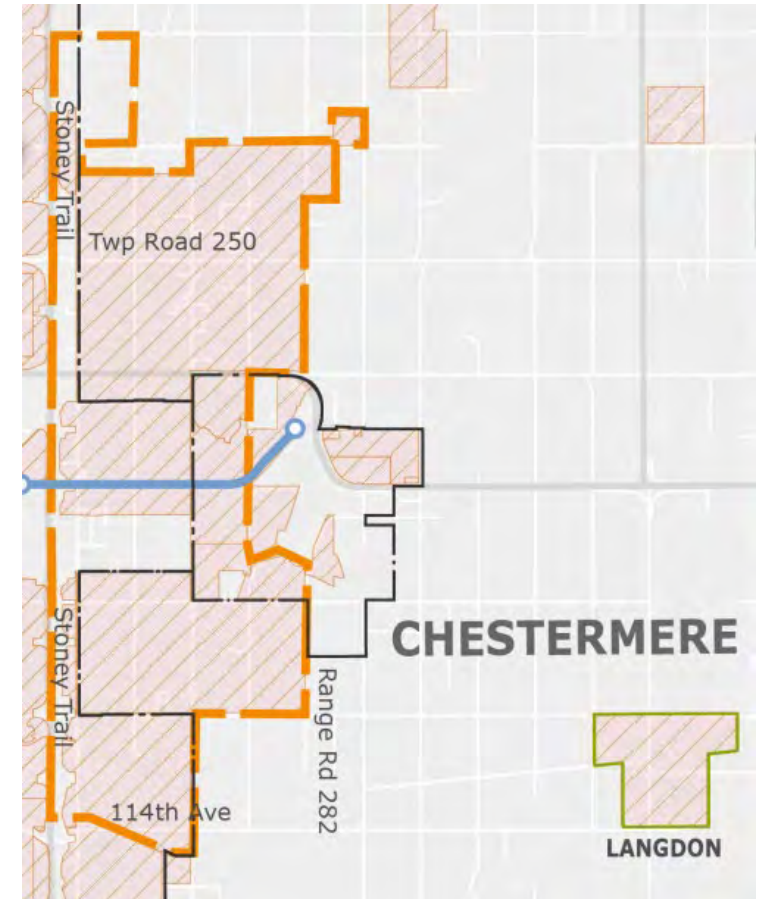 Stoney Trail
Twp Road 250
CHESTERMERE
Stoney Trail
Range Rd 282
114th Ave
LANGDON